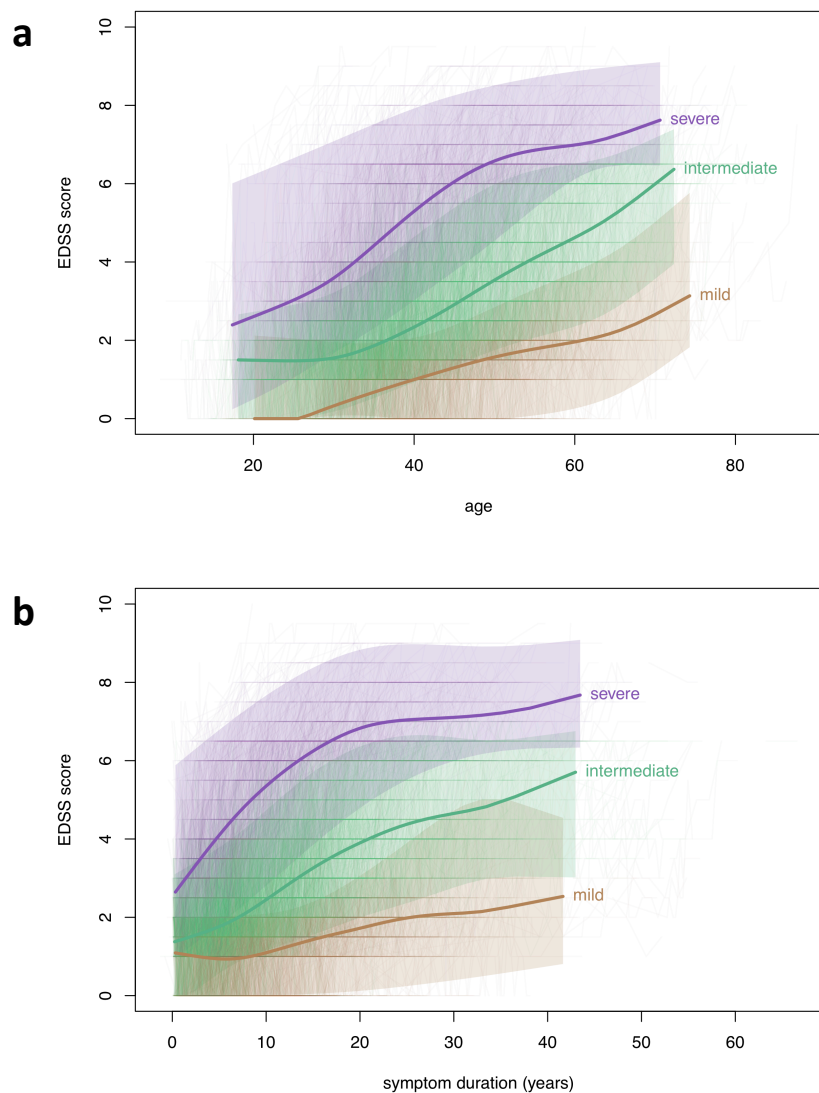 a
10
8
6
4
2
0
EDSS score
severe
intermediate
mild
20 40 60 80
age
b
10
8
6
4
2
0
EDSS score
severe
intermediate
mild
0 10 20 30 40 50 60
symptom duration (years)